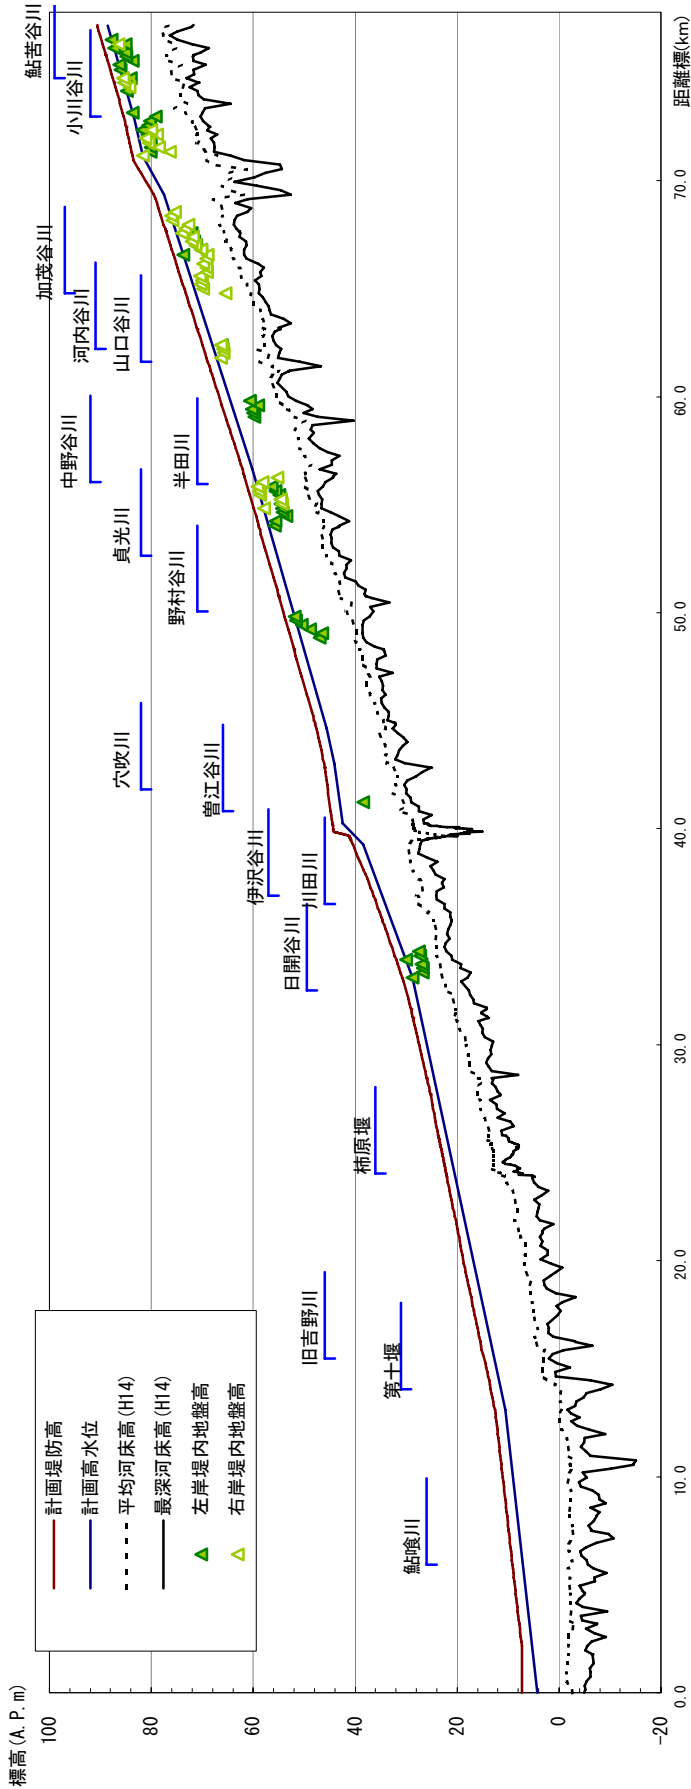 標高(A.P.m)
100
80
60
40
20
0
-20
計画堤防高
計画高水位
平均河床高(H14)
最深河床高(H14)
左岸堤内地盤高
右岸堤内地盤高
鮎喰川
第十堰
旧吉野川
柿原堰
日開谷川
川田川
伊沢谷川
曽江谷川
穴吹川
野村谷川
貞光川
半田川
中野谷川
山口谷川
河内谷川
加茂谷川
小川谷川
鮎苦谷川
0.0
10.0
20.0
30.0
40.0
50.0
60.0
70.0
距離標(km)